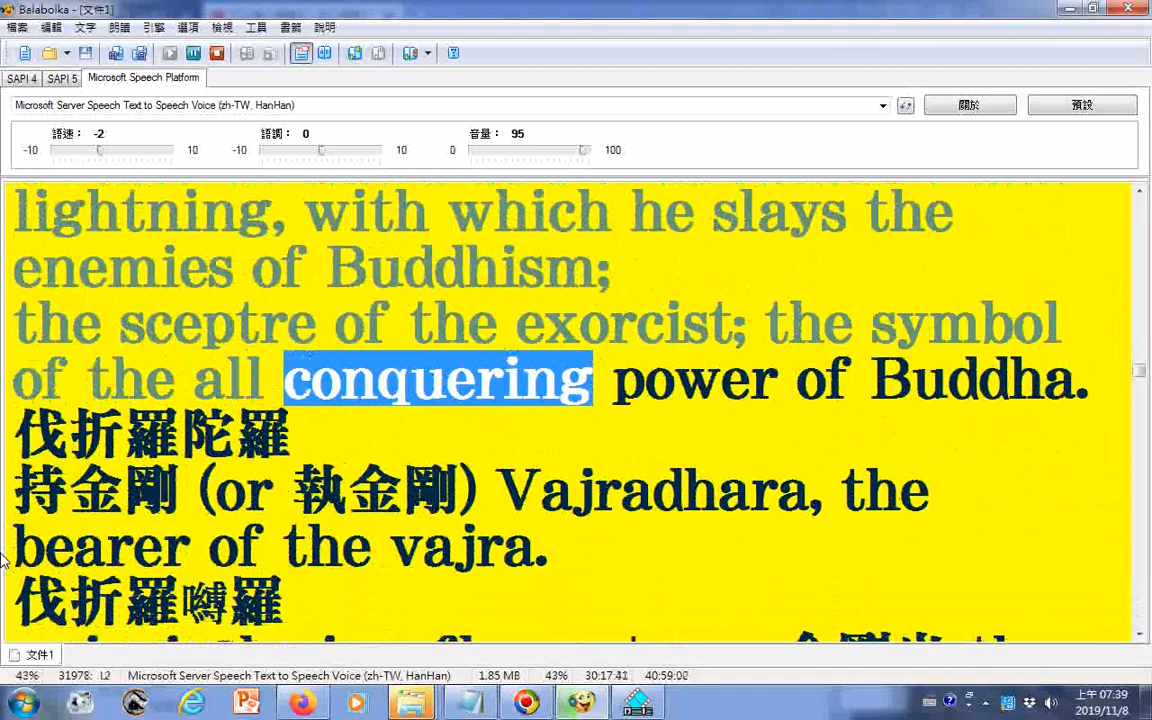 Balabolka - [文件1]
檔案 編輯 文字 朗讀 引擎 選項 檢視 工具 書籤 說明
SAPI 4 SAPI 5 Microsoft Speech Platform
Microsoft Server Speech Text to Speech Voice (zh-TW, HanHan) 關於 預設
語速： -2 語調： 0 音量： 95
-10 10 -10 10 0 100
lightning, with which he slays the
enemies of Buddhism;
the sceptre of the exorcist; the symbol
of the all conquering power of Buddha.
伐折羅陀羅
持金剛 (or 執金剛) Vajradhara, the
bearer of the vajra.
伐折羅嚩羅
文件1
43% 31978: 12 Microsoft Server Speech Text to Speech Voice (zh-TW, HanHan) 1.85 MB 43% 30:17:41 40:59:02
上午 07:39
2019/11/8